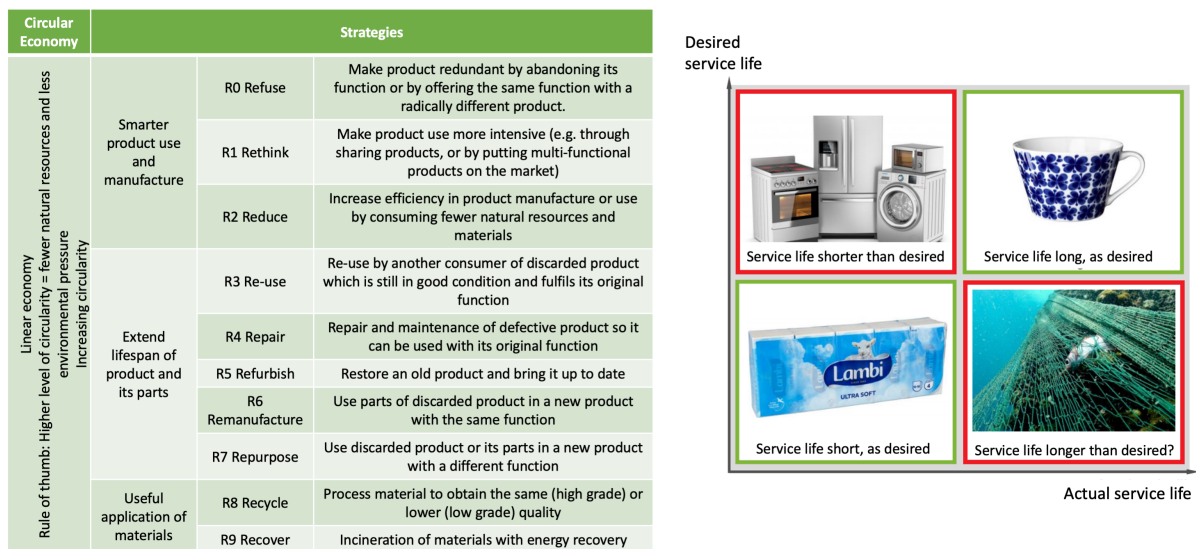 Circular
Economy
Strategies
Linear economy
Rule of thumb: Higher level of circularity = fewer natural resources and less
environmental pressure
Increasing circularity
Smarter
product use
and
manufacture
R0 Refuse
Make product redundant by abandoning its
function or by offering the same function with a
radically different product.
R1 Rethink
Make product use more intensive (e.g. through
sharing products, or by putting multi-functional
products on the market)
R2 Reduce
Increase efficiency in product manufacture or use
by consuming fewer natural resources and
materials
Extend
lifespan of
product and
its parts
R3 Re-use
Re-use by another consumer of discarded product
which is still in good condition and fulfils its original
function
R4 Repair
Repair and maintenance of defective product so it
can be used with its original function
R5 Refurbish
Restore an old product and bring it up to date
R6
Remanufacture
Use parts of discarded product in a new product
with the same function
R7 Repurpose
Use discarded product or its parts in a new product
with a different function
Useful
application of
materials
R8 Recycle
Process material to obtain the same (high grade) or
lower (low grade) quality
R9 Recover
Incineration of materials with energy recovery
Desired
service life
Service life shorter than desired
Service life long, as desired
Lambi
ULTRA SOFT
Service life short, as desired
Service life longer than desired?
Actual service life